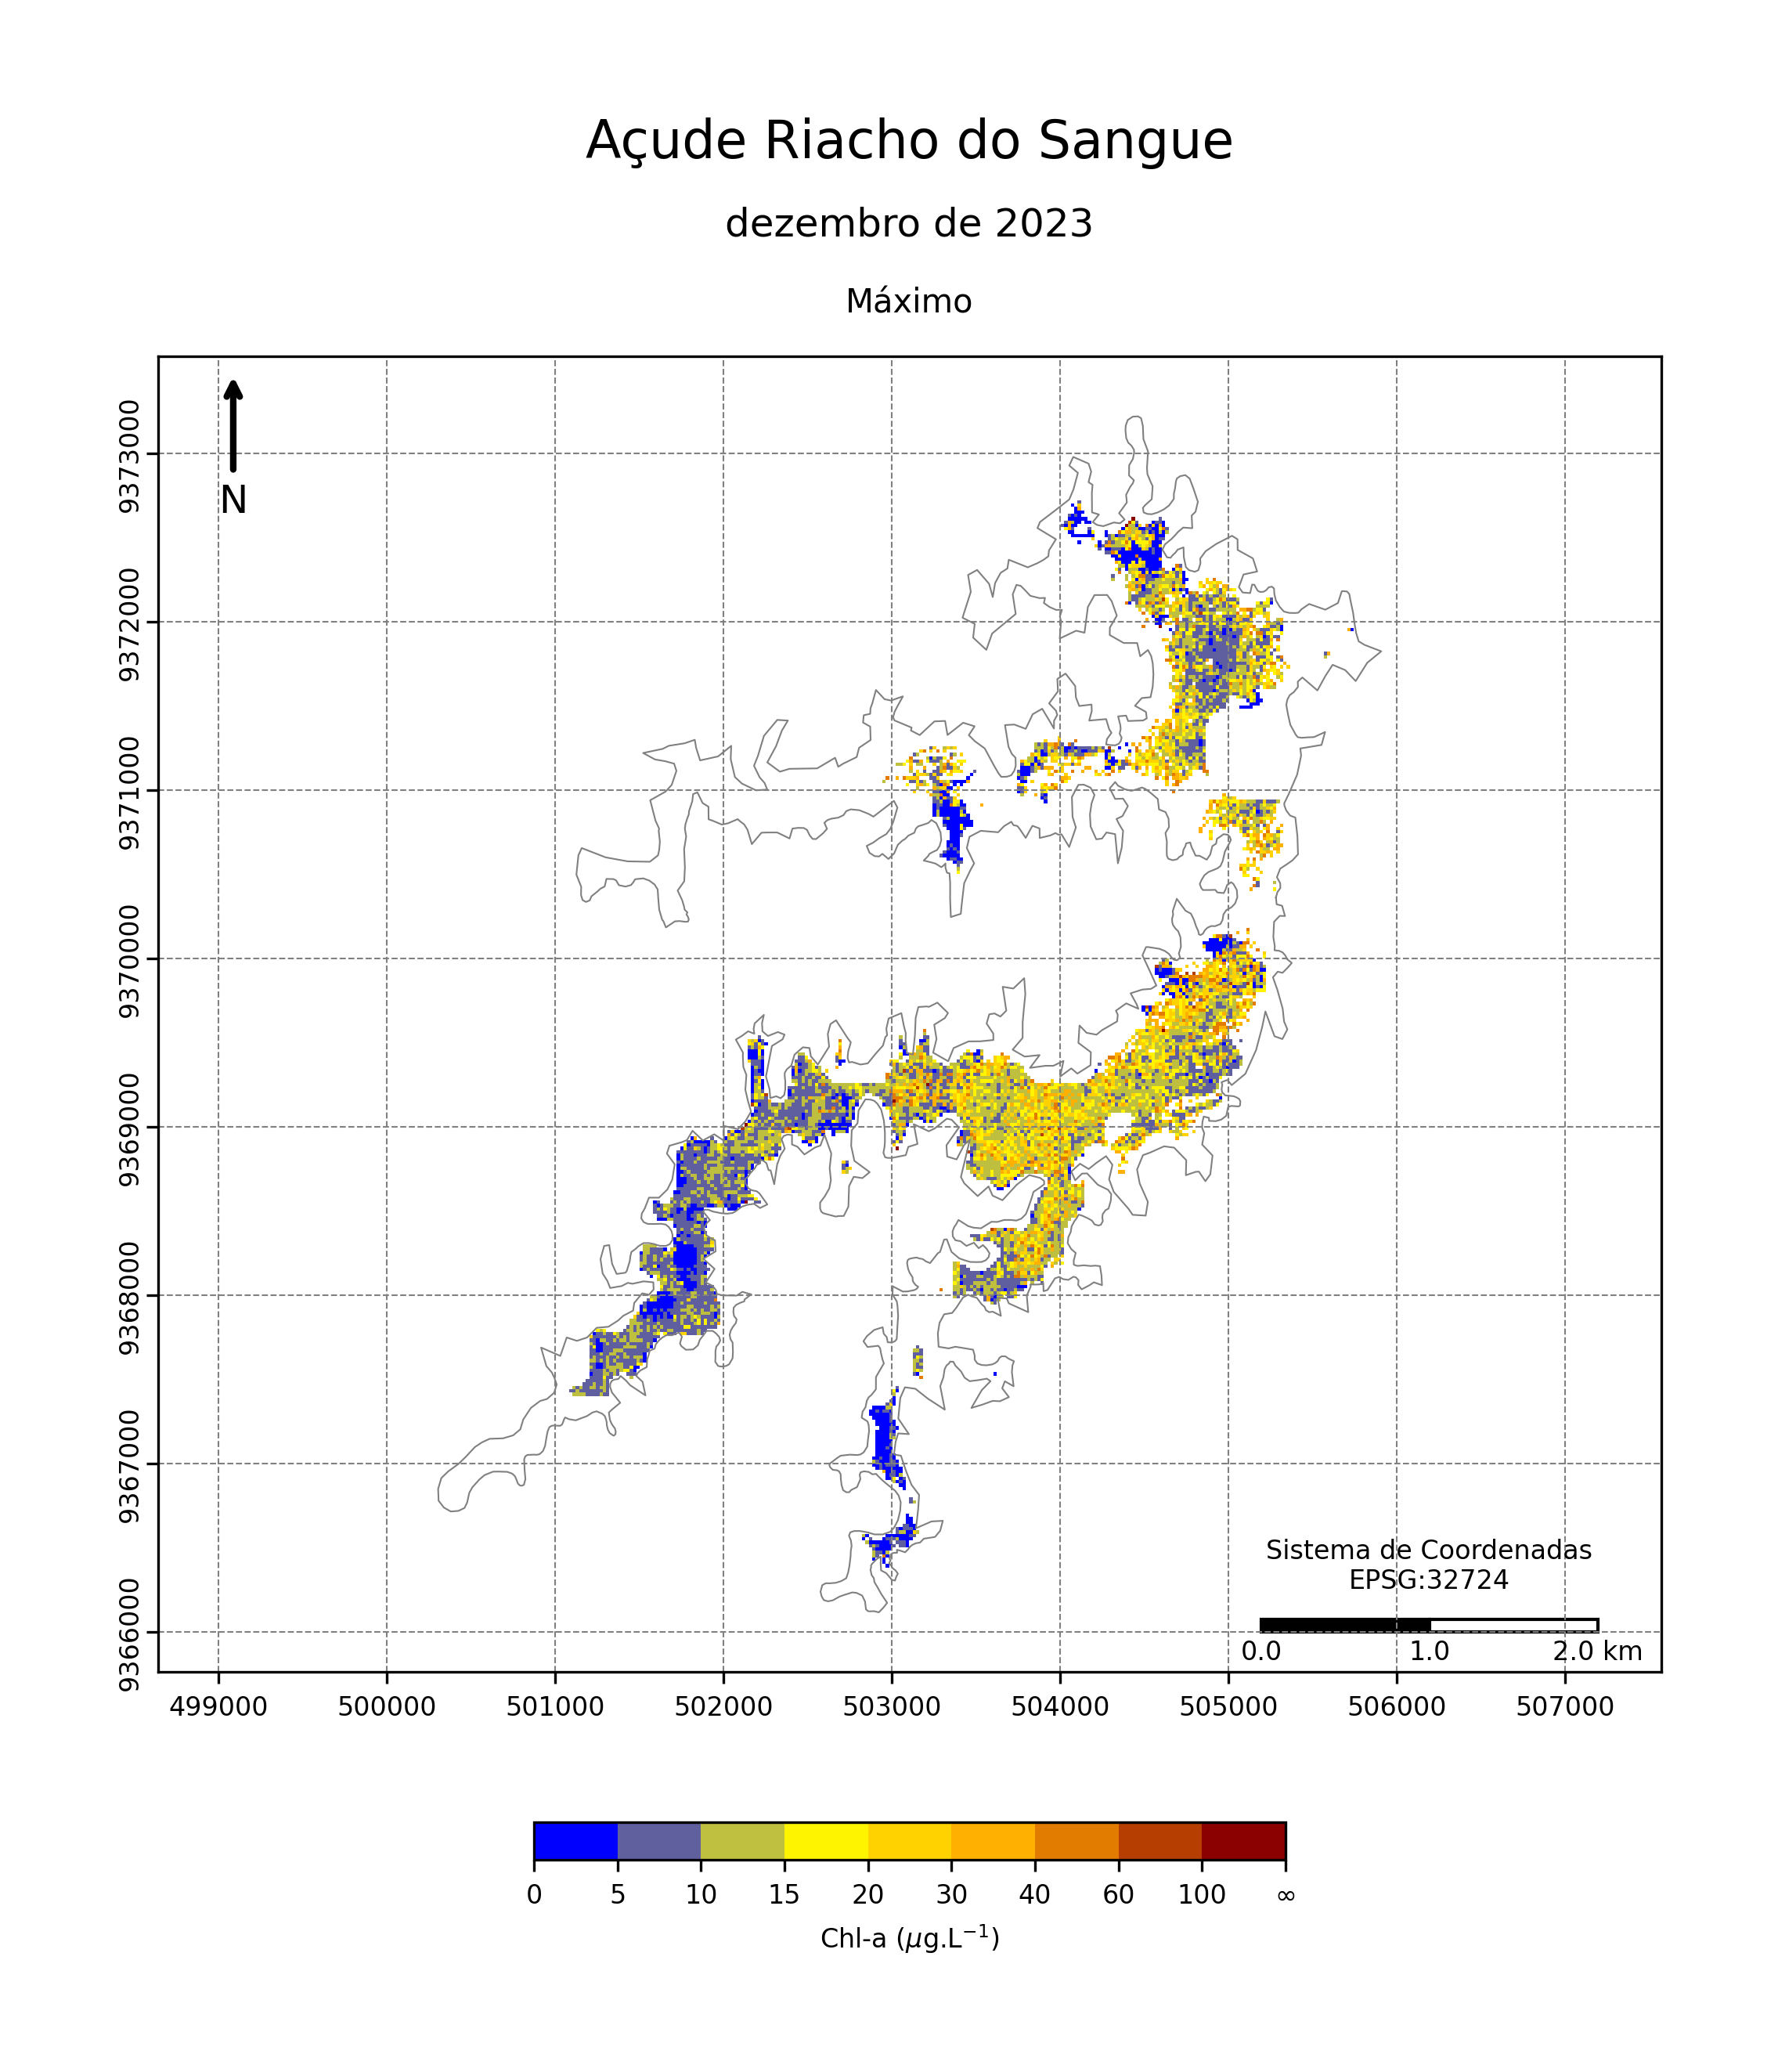 Açude Riacho do Sangue
dezembro de 2023
Máximo
N
9373000
9372000
9371000
9370000
9369000
9368000
9367000
9366000
Sistema de Coordenadas
EPSG:32724
0.0 1.0 2.0 km
499000 500000 501000 502000 503000 504000 505000 506000 507000
0 5 10 15 20 30 40 60 100 ∞
Chl-a (μg.L⁻¹)